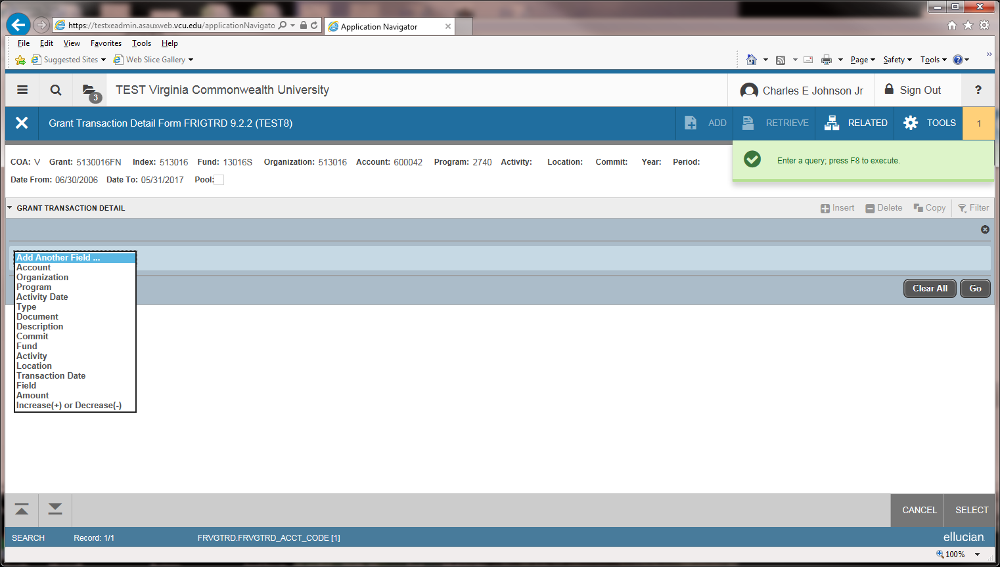 https://testxeadmin.asauxweb.vcu.edu/applicationNavigato
Application Navigator
File Edit View Favorites Tools Help
Suggested Sites Web Slice Gallery
Page Safety Tools
3
TEST Virginia Commonwealth University
Charles E Johnson Jr
Sign Out
?
Grant Transaction Detail Form FRIGTRD 9.2.2 (TEST8)
ADD
RETRIEVE
RELATED
TOOLS
1
COA: V Grant: 5130016FN Index: 513016 Fund: 13016S Organization: 513016 Account: 600042 Program: 2740 Activity: Location: Commit: Year: Period:
Enter a query; press F8 to execute.
Date From: 06/30/2006 Date To: 05/31/2017 Pool:
GRANT TRANSACTION DETAIL
Insert Delete Copy Filter
Add Another Field ...
Account
Organization
Program
Activity Date
Type
Document
Description
Commit
Fund
Activity
Location
Transaction Date
Field
Amount
Increase(+) or Decrease(-)
Clear All Go
CANCEL SELECT
SEARCH Record: 1/1 FRVGTRD.FRVGTRD_ACCT_CODE [1]
ellucian
100%